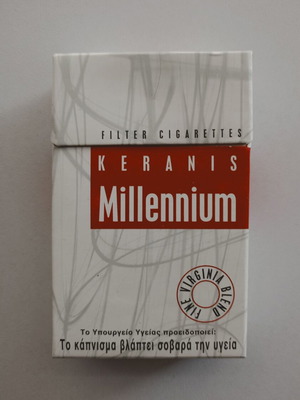 FILTER CIGARETTES
KERANIS
Millennium
FINE VIRGINIA BLEND
Το Υπουργείο Υγείας προειδοποιεί:
Το κάπνισμα βλάπτει σοβαρά την υγεία